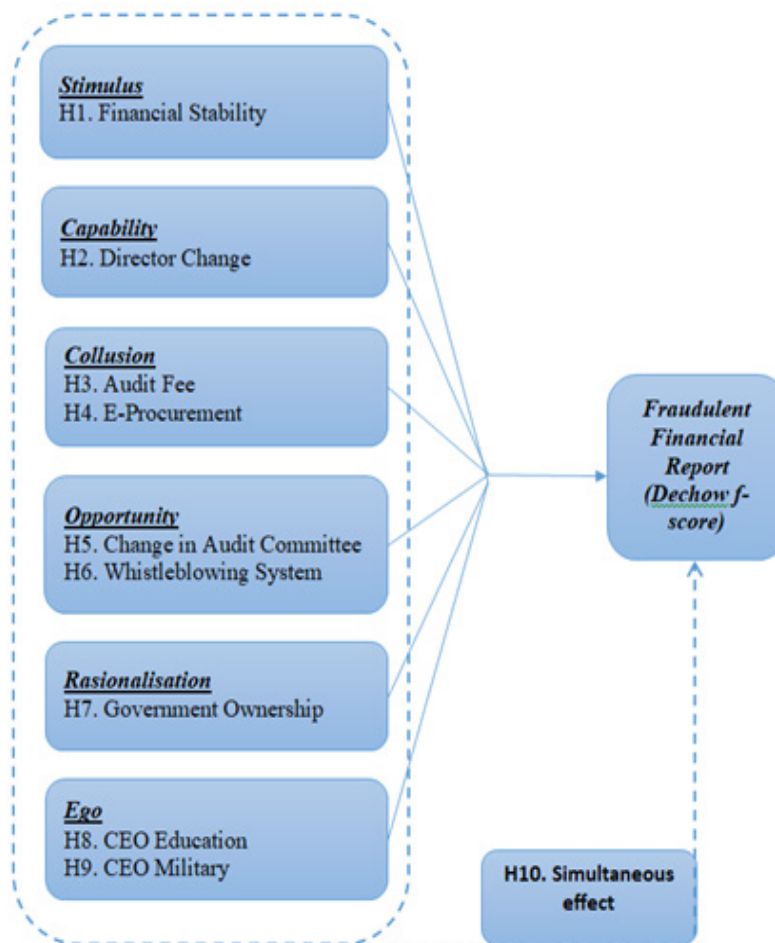 Stimulus
H1. Financial Stability
Capability
H2. Director Change
Collusion
H3. Audit Fee
H4. E-Procurement
Opportunity
H5. Change in Audit Committee
H6. Whistleblowing System
Rasionalisation
H7. Government Ownership
Ego
H8. CEO Education
H9. CEO Military
Fraudulent
Financial
Report
(Dechow f-
score)
H10. Simultaneous
effect